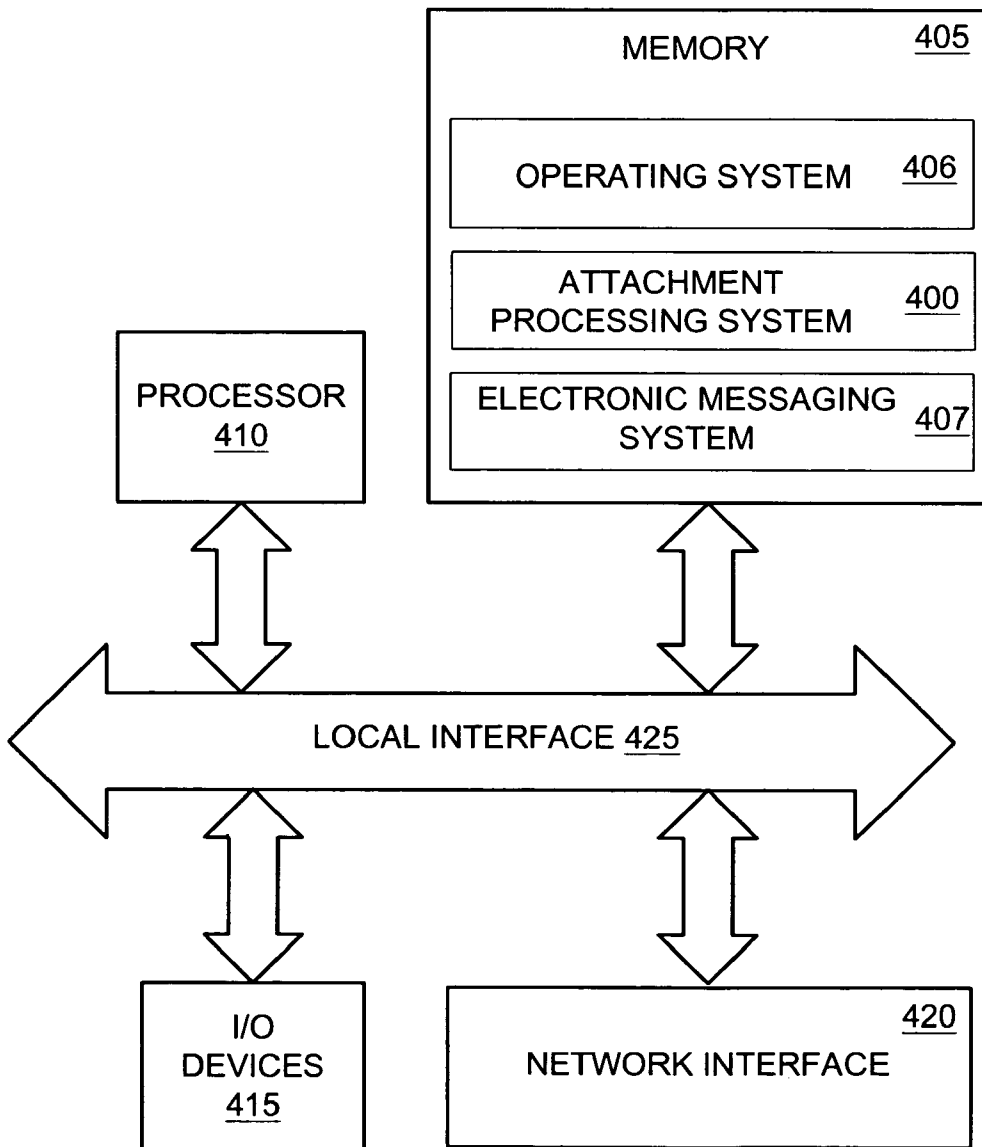 MEMORY 405
OPERATING SYSTEM 406
ATTACHMENT
PROCESSING SYSTEM 400
ELECTRONIC MESSAGING
SYSTEM 407
PROCESSOR
410
LOCAL INTERFACE 425
I/O
DEVICES
415
420
NETWORK INTERFACE